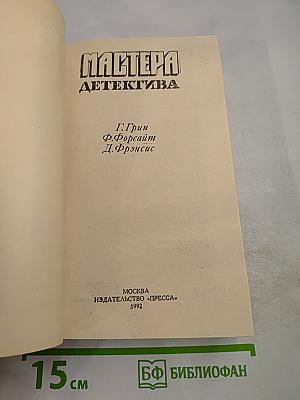 МАСТЕРА
ДЕТЕКТИВА
Г.Грин
Ф.Форсайт
Д.Фрэнсис
МОСКВА
ИЗДАТЕЛЬСТВО «ПРЕССА»
1992
15 см
БФ БИБЛИОФАН